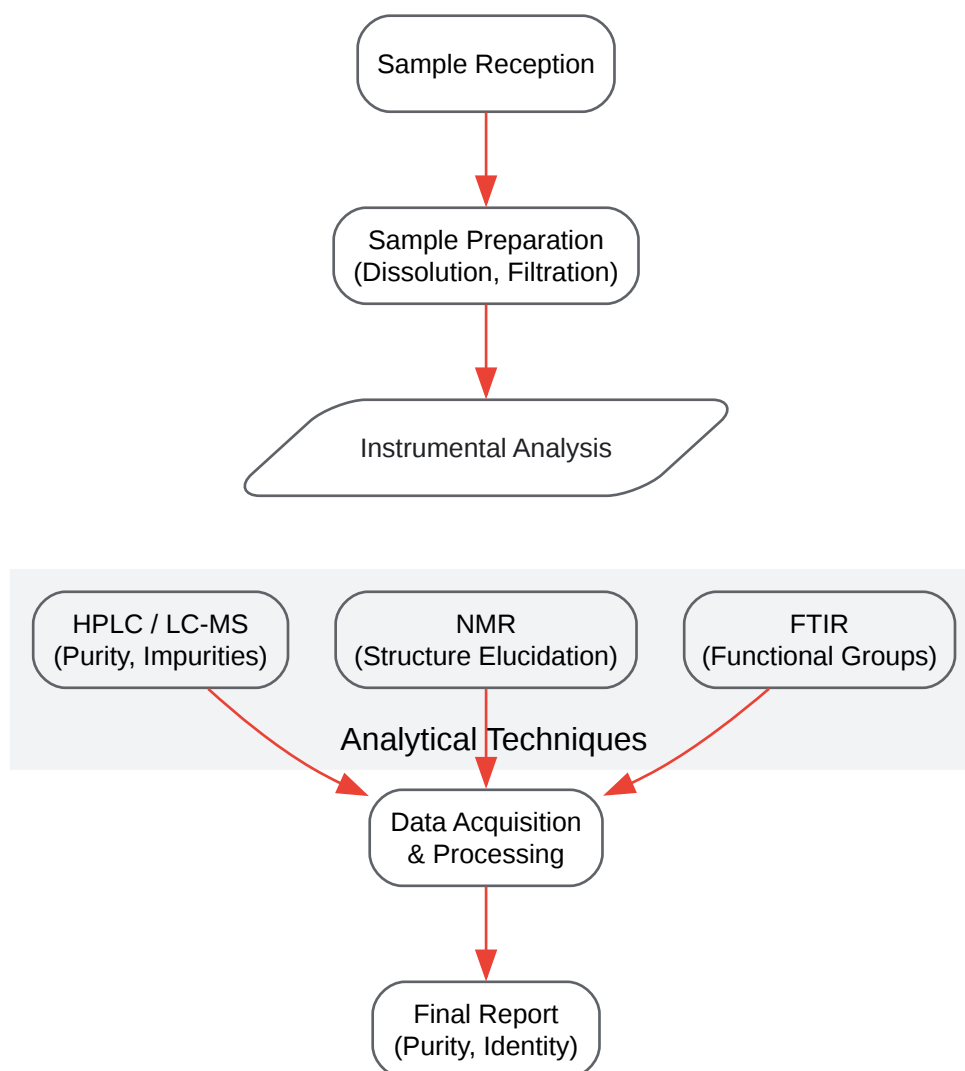 Sample Reception
Sample Preparation
(Dissolution, Filtration)
Instrumental Analysis
HPLC / LC-MS
(Purity, Impurities)
NMR
(Structure Elucidation)
FTIR
(Functional Groups)
Analytical Techniques
Data Acquisition
& Processing
Final Report
(Purity, Identity)